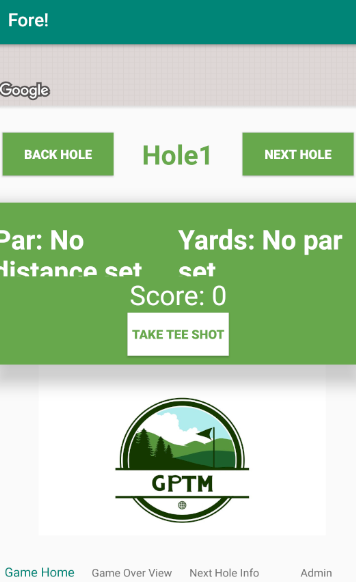 Fore!
Google
BACK HOLE Hole1 NEXT HOLE
Par: No Yards: No par
distance set set
Score: 0
TAKE TEE SHOT
GPTM
Game Home Game Over View Next Hole Info Admin